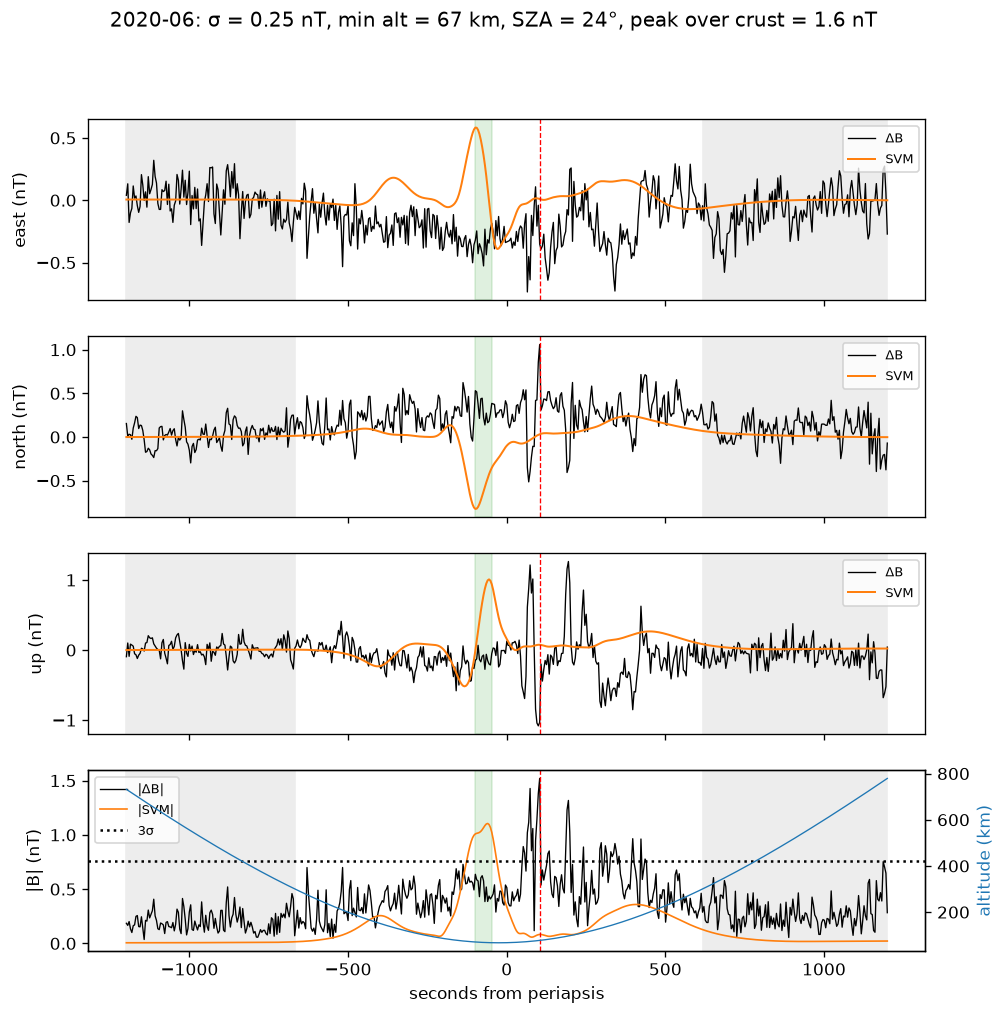 2020-06: σ = 0.25 nT, min alt = 67 km, SZA = 24°, peak over crust = 1.6 nT
0.5
0.0
−0.5
east (nT)
ΔB
SVM
1.0
0.5
0.0
−0.5
north (nT)
ΔB
SVM
1
0
−1
up (nT)
ΔB
SVM
1.5
1.0
0.5
0.0
|B| (nT)
|ΔB|
|SVM|
3σ
800
600
400
200
altitude (km)
−1000
−500
0
500
1000
seconds from periapsis